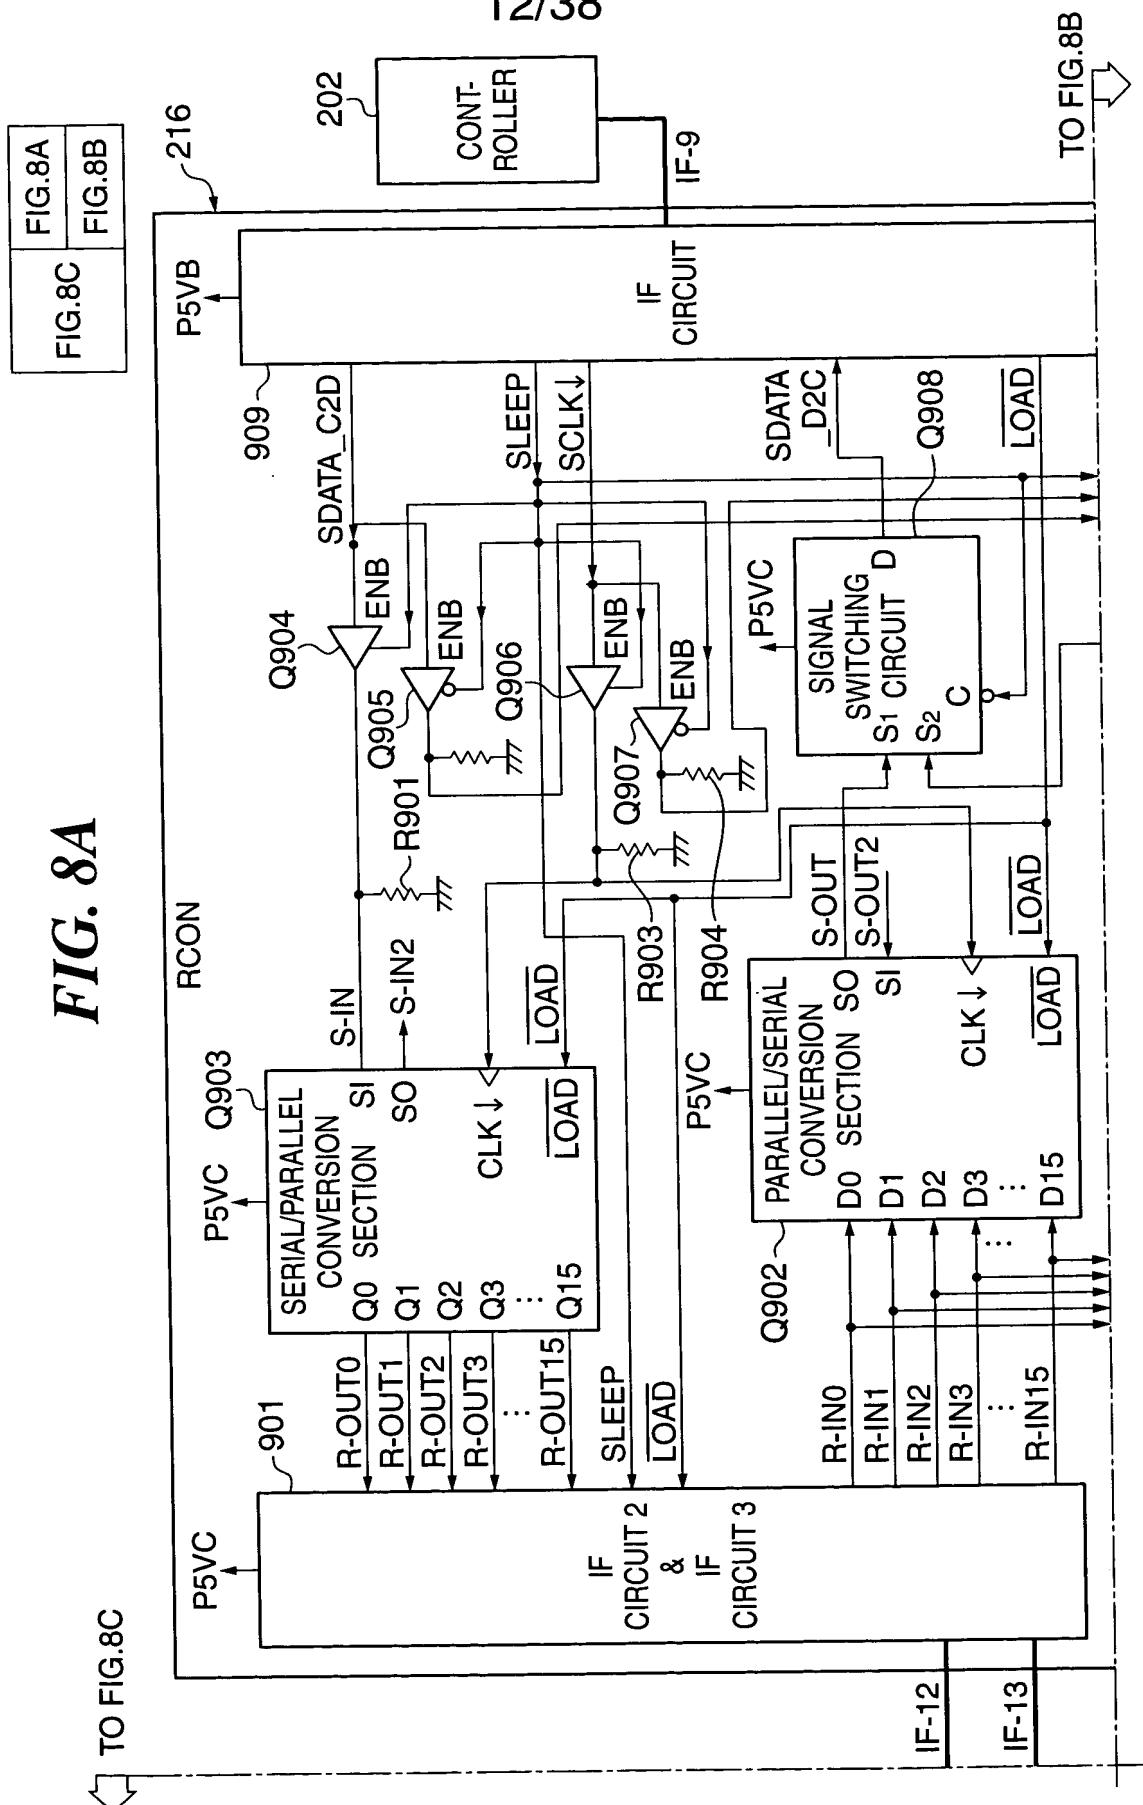 12/38
FIG. 8A
FIG.8C
FIG.8A
FIG.8B
TO FIG.8C
TO FIG.8B
RCON
216
202
CONT-
ROLLER
IF-9
P5VC
901
IF
CIRCUIT 2
&
IF
CIRCUIT 3
IF-12
IF-13
R-OUT0
R-OUT1
R-OUT2
R-OUT3
...
R-OUT15
SLEEP
LOAD
R-IN0
R-IN1
R-IN2
R-IN3
...
R-IN15
P5VC
Q903
SERIAL/PARALLEL
CONVERSION
SECTION
SI
SO
CLK ↓
LOAD
Q0
Q1
Q2
Q3
...
Q15
S-IN
S-IN2
LOAD
R901
R903
R904
P5VC
Q902
PARALLEL/SERIAL
CONVERSION
SECTION
SO
SI
CLK ↓
LOAD
D0
D1
D2
D3
...
D15
...
S-OUT
S-OUT2
LOAD
Q904
ENB
Q905
ENB
Q906
ENB
Q907
ENB
P5VC
SIGNAL
SWITCHING
CIRCUIT
S1
S2
D
C
Q908
SDATA_C2D
SLEEP
SCLK↓
SDATA
_D2C
LOAD
909
P5VB
IF
CIRCUIT